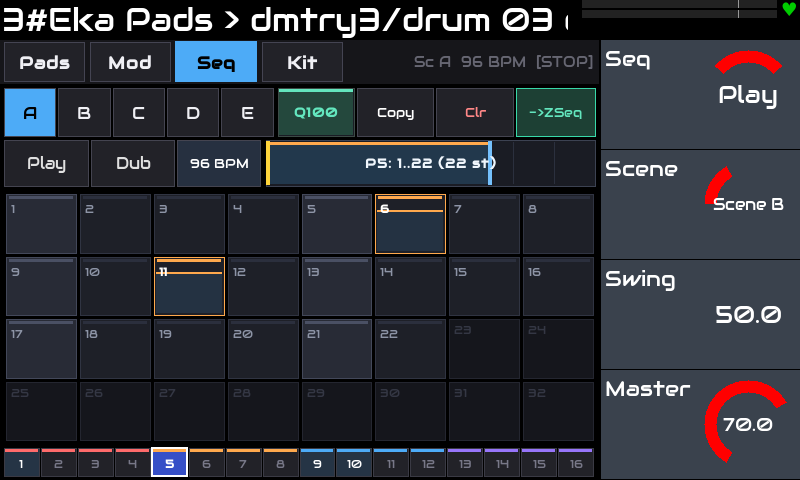 3#Eka Pads > dmtry3/drum 03
Pads Mod Seq Kit Sc A 96 BPM [STOP]
A B C D E Q100 Copy Clr ->ZSeq
Play Dub 96 BPM P5: 1..22 (22 st)
1 2 3 4 5 6 7 8
9 10 11 12 13 14 15 16
17 18 19 20 21 22 23 24
25 26 27 28 29 30 31 32
1 2 3 4 5 6 7 8 9 10 11 12 13 14 15 16
Seq
Play
Scene
Scene B
Swing
50.0
Master
70.0